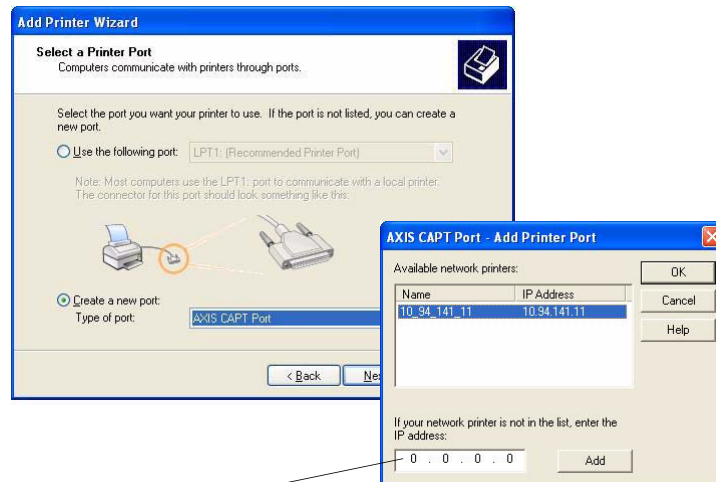 Add Printer Wizard
Select a Printer Port
Computers communicate with printers through ports.
Select the port you want your printer to use. If the port is not listed, you can create a
new port.
Use the following port:
LPT1: (Recommended Printer Port)
Note: Most computers use the LPT1: port to communicate with a local printer.
The connector for this port should look something like this:
Create a new port:
Type of port:
AXIS CAPT Port
< Back
AXIS CAPT Port - Add Printer Port
Available network printers:
Name IP Address
10_94_141_11 10.94.141.11
OK
Cancel
Help
If your network printer is not in the list, enter the
IP address:
0 . 0 . 0 . 0
Add